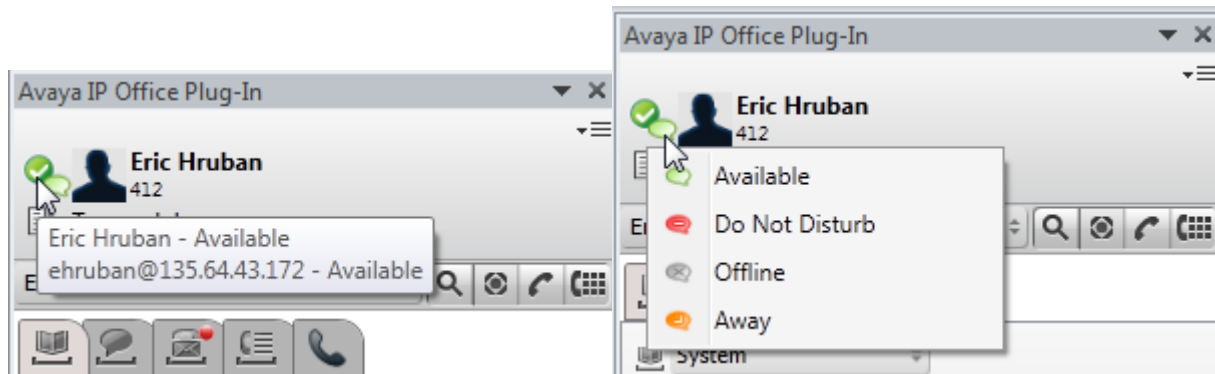 Avaya IP Office Plug-In
Eric Hruban
412
Eric Hruban - Available
ehruban@135.64.43.172 - Available
E
Avaya IP Office Plug-In
Eric Hruban
412
Available
Do Not Disturb
Offline
Away
System